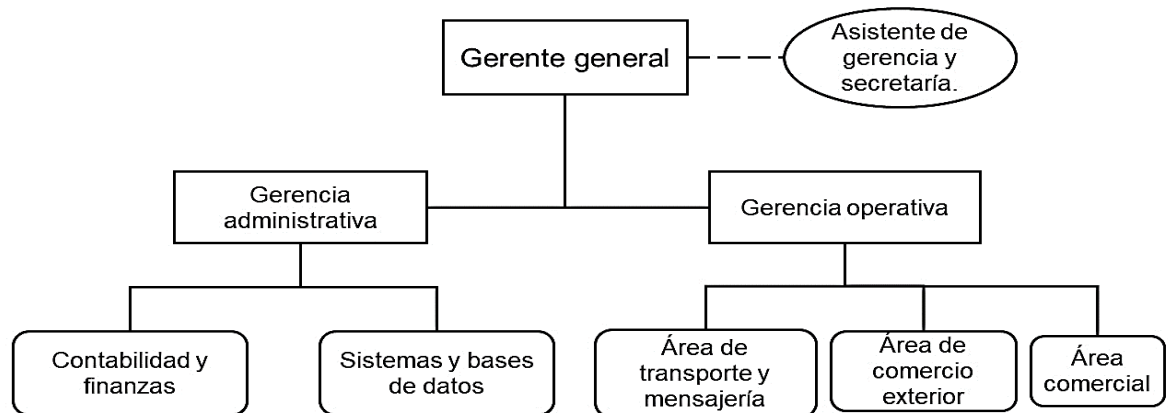 Gerente general
Asistente de
gerencia y
secretaría.
Gerencia
administrativa
Gerencia operativa
Contabilidad y
finanzas
Sistemas y bases
de datos
Área de
transporte y
mensajería
Área de
comercio
exterior
Área
comercial